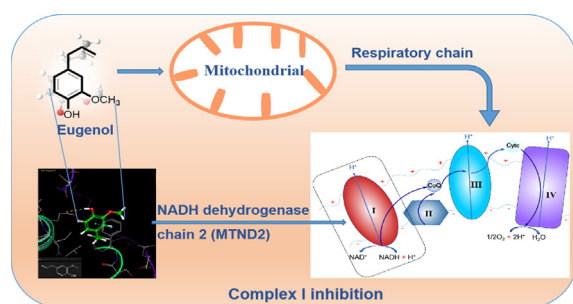 Mitochondrial
Respiratory chain
OCH₃
OH
Eugenol
NADH dehydrogenase
chain 2 (MTND2)
H⁺
H⁺
Cytc
H⁺
CoQ
I
II
III
IV
NAD⁺
NADH + H⁺
1/2O₂ + 2H⁺
H₂O
Complex I inhibition